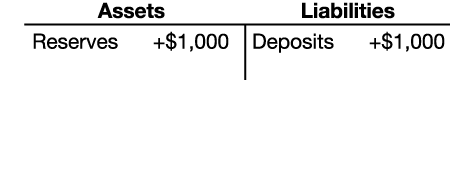 Assets Liabilities
Reserves +$1,000 Deposits +$1,000